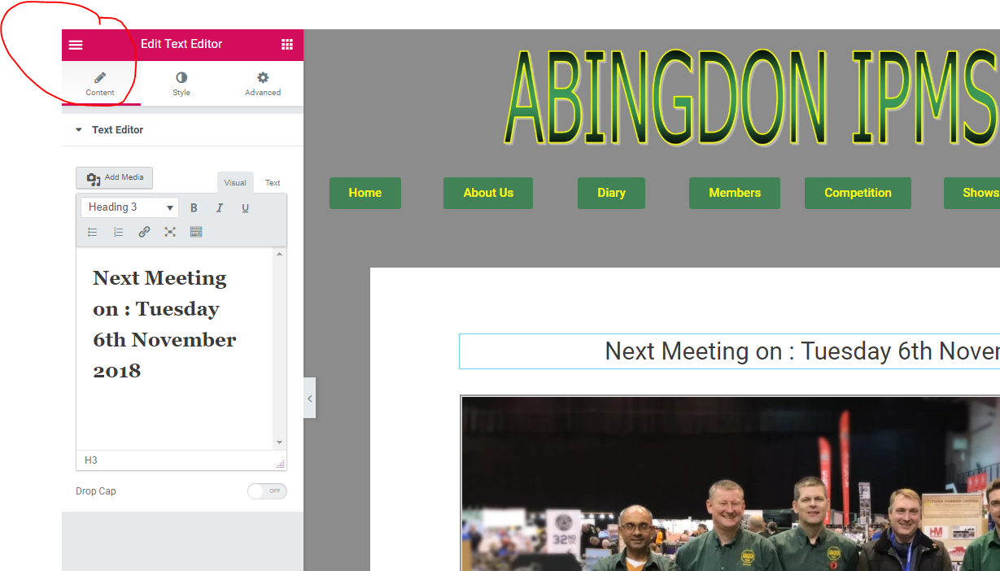 Edit Text Editor
Content
Style
Advanced
Text Editor
Add Media
Visual
Text
Heading 3
B
I
U
Next Meeting
on : Tuesday
6th November
2018
H3
Drop Cap
OFF
ABINGDON IPMS
Home
About Us
Diary
Members
Competition
Shows
Next Meeting on : Tuesday 6th Nover
32ND
HM